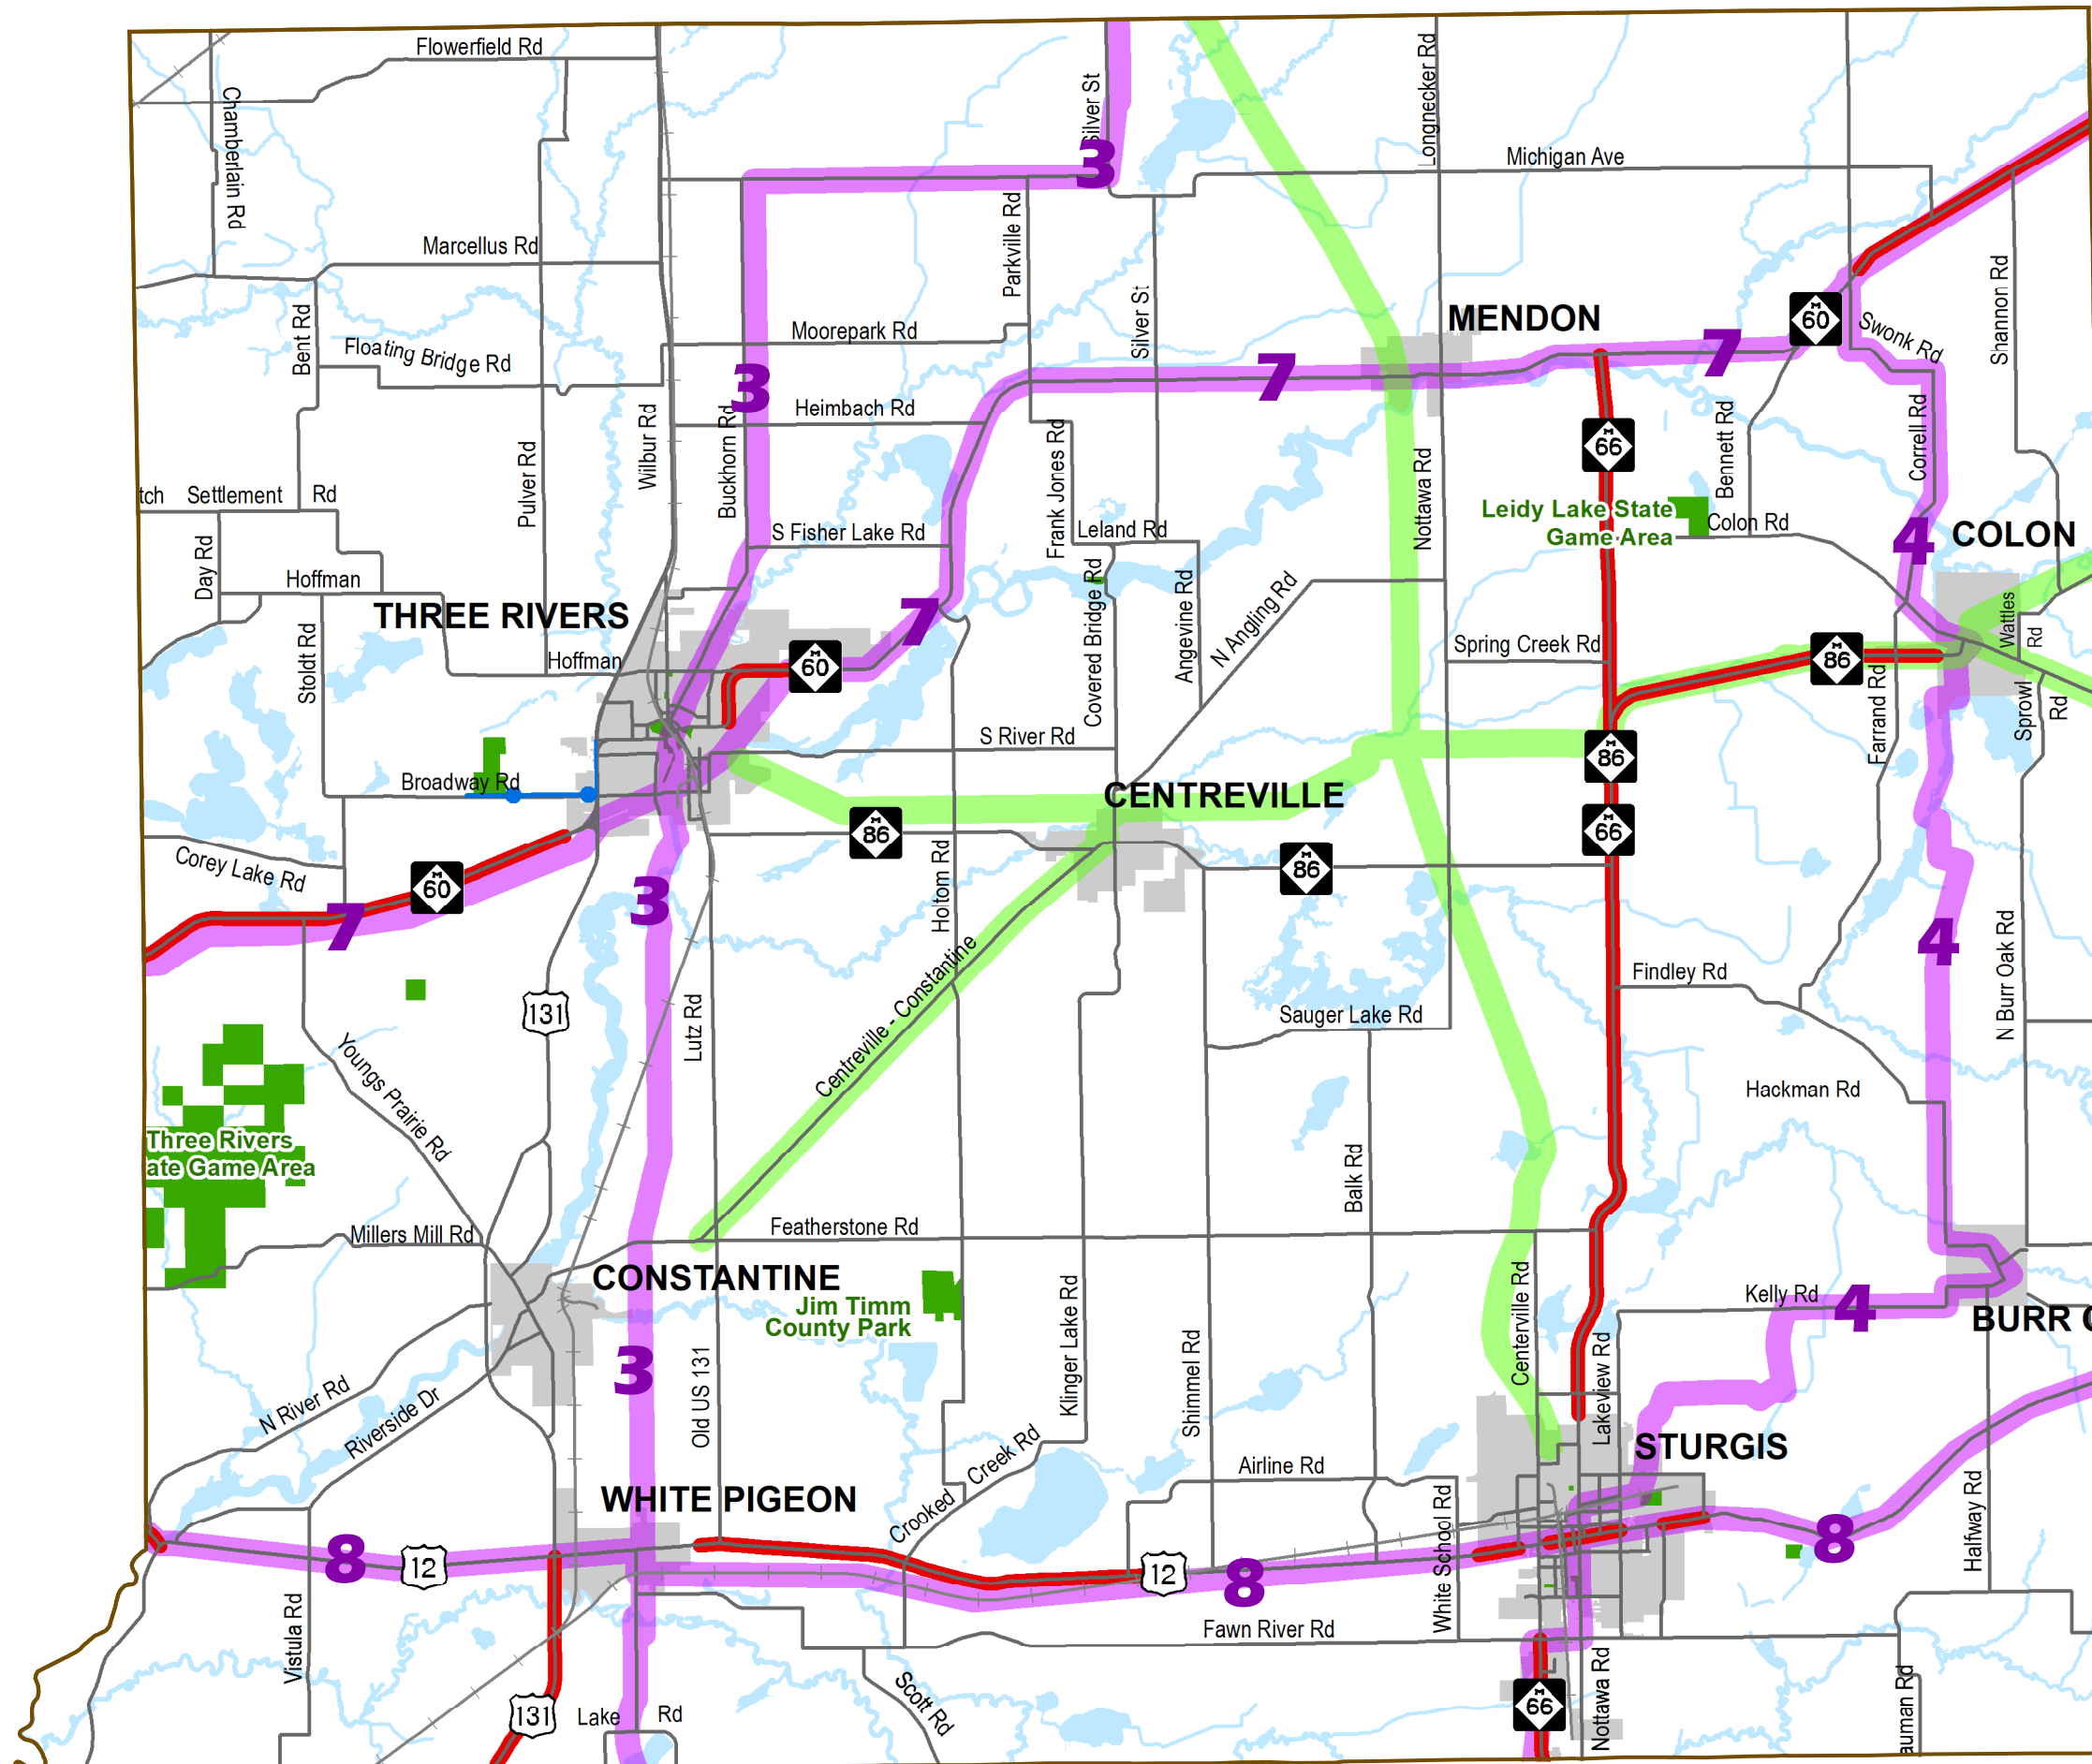 Flowerfield Rd
Chamberlain Rd
Silver St
Longnecker Rd
3
Michigan Ave
Marcellus Rd
Parkville Rd
Shannon Rd
Bent Rd
Floating Bridge Rd
Moorepark Rd
Silver St
MENDON
M
60
Swonk Rd
7
7
3
Heimbach Rd
Wilbur Rd
Buckhorn Rd
Pulver Rd
Frank Jones Rd
Nottawa Rd
M
66
Bennett Rd
Correll Rd
tch Settlement Rd
Leidy Lake State
Game Area
Colon Rd
S Fisher Lake Rd
Leland Rd
4
COLON
Day Rd
Hoffman
THREE RIVERS
7
Covered Bridge Rd
Angevine Rd
N Angling Rd
Wattles
Rd
Stoldt Rd
Hoffman
M
60
Spring Creek Rd
M
86
Farrand Rd
Sprowl
Rd
S River Rd
M
86
Broadway Rd
CENTREVILLE
M
86
M
66
Corey Lake Rd
M
60
M
86
Holtom Rd
3
7
4
N Burr Oak Rd
Findley Rd
131
Lutz Rd
Centreville - Constantine
Sauger Lake Rd
Youngs Prairie Rd
Hackman Rd
Three Rivers
ate Game Area
Balk Rd
Millers Mill Rd
Featherstone Rd
CONSTANTINE
Jim Timm
County Park
Klinger Lake Rd
Centerville Rd
Kelly Rd
4
BURR
Shimmel Rd
Lakeview Rd
3
Old US 131
N River Rd
Riverside Dr
STURGIS
Crooked Creek Rd
Airline Rd
WHITE PIGEON
White School Rd
Halfway Rd
8
12
12
8
8
Vistula Rd
Fawn River Rd
Scott Rd
Nottawa Rd
auman Rd
131
Lake Rd
M
66